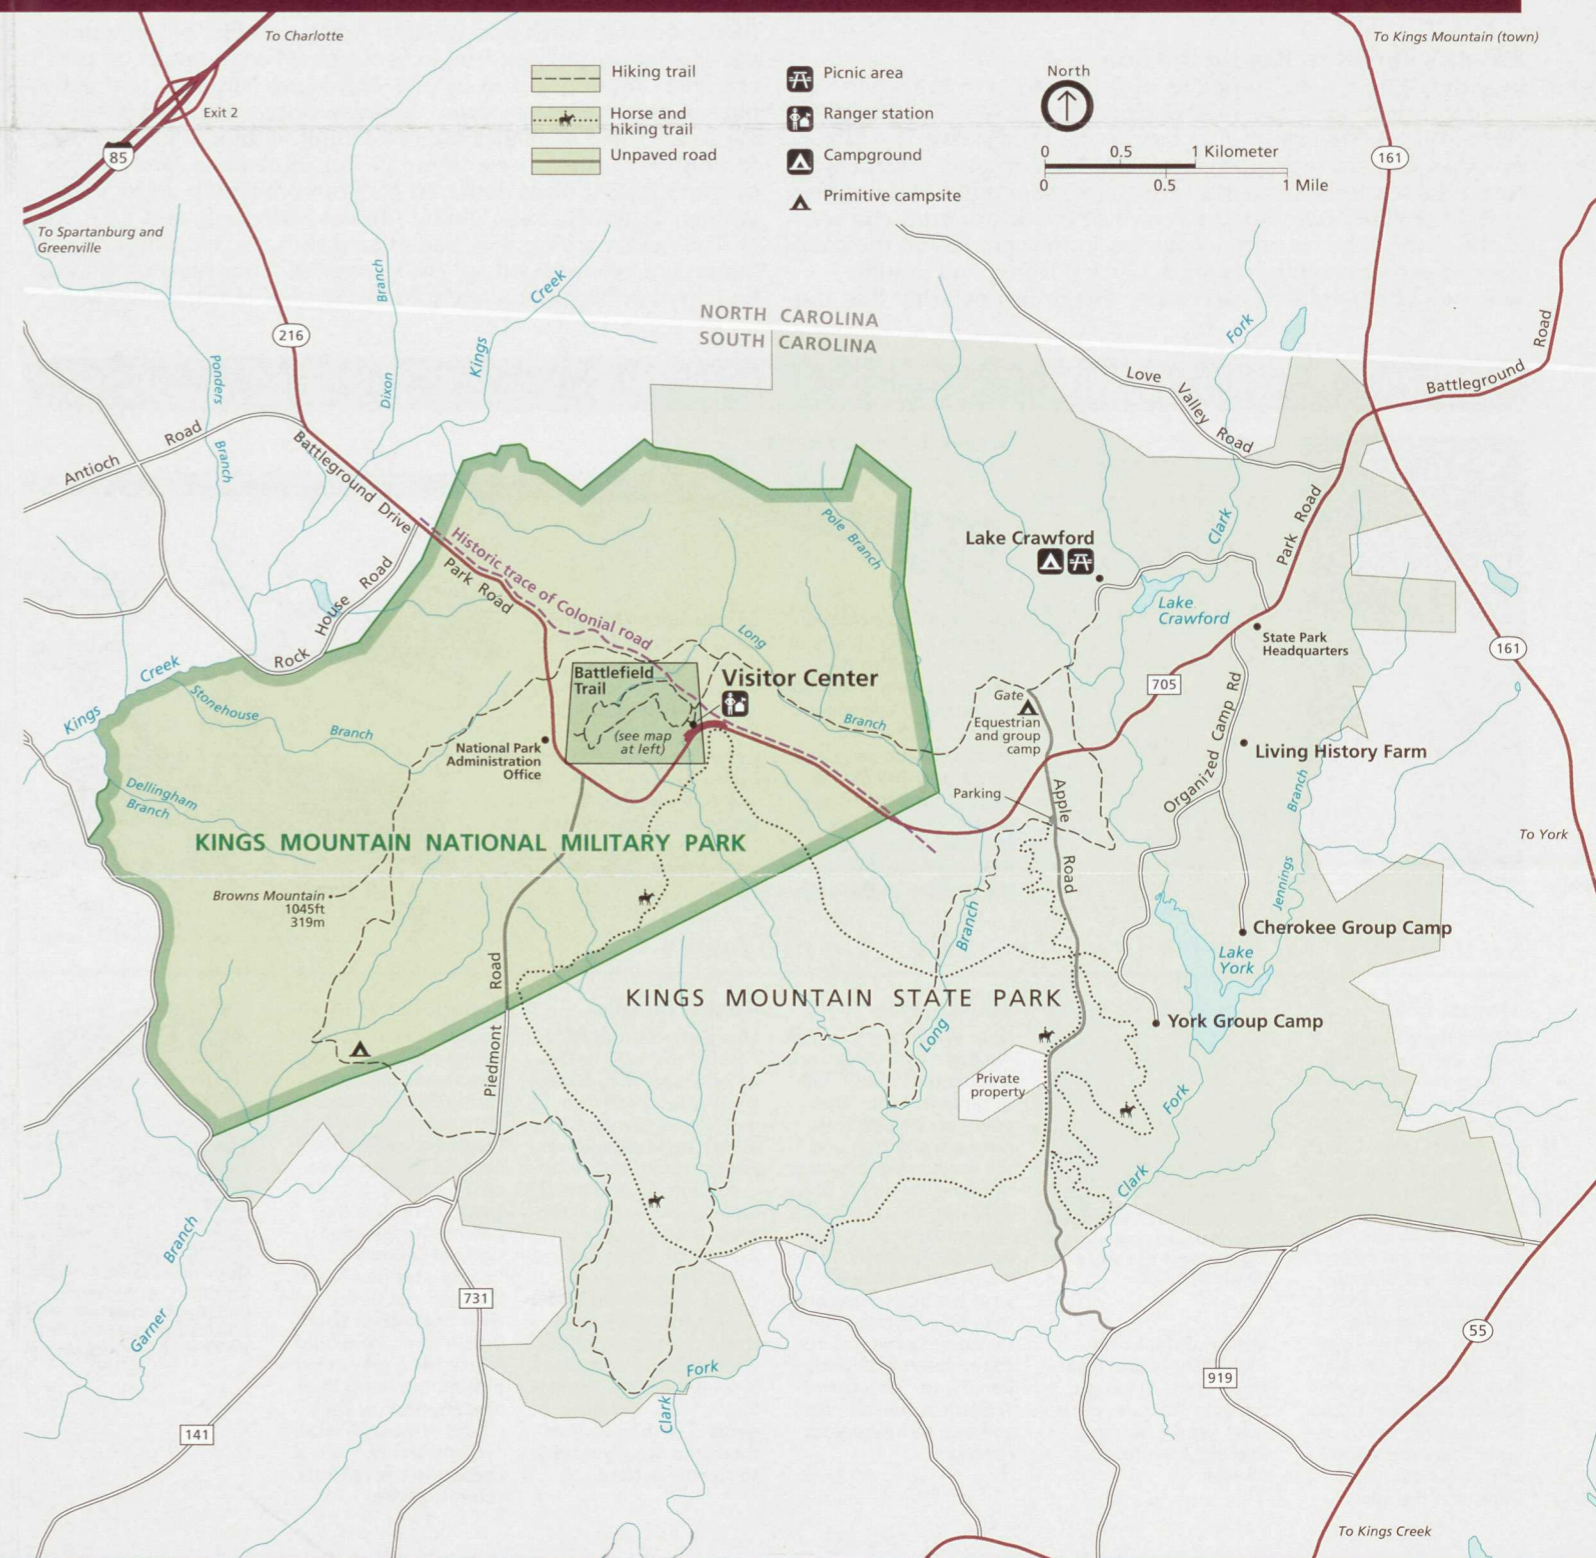 To Charlotte
To Kings Mountain (town)
Exit 2
85
To Spartanburg and
Greenville
Hiking trail
Horse and
hiking trail
Unpaved road
Picnic area
Ranger station
Campground
Primitive campsite
North
0 0.5 1 Kilometer
0 0.5 1 Mile
161
216
Branch
Dixon
Kings
Creek
Ponders
Branch
NORTH CAROLINA
SOUTH CAROLINA
Fork
Love Valley Road
Battleground Road
Antioch Road
Battleground Drive
Historic trace of Colonial road
Park Road
Rock House Road
Pole Branch
Clark
Park Road
Lake Crawford
Lake
Crawford
State Park
Headquarters
161
705
Kings Creek
Stonehouse
Branch
Dellingham
Branch
Long
Branch
Battlefield
Trail
(see map
at left)
Visitor Center
National Park
Administration
Office
Gate
Equestrian
and group
camp
Parking
Apple
Road
Organized Camp Rd
Living History Farm
Branch
Jennings
To York
KINGS MOUNTAIN NATIONAL MILITARY PARK
Browns Mountain
1045ft
319m
Branch
Long
Cherokee Group Camp
Lake
York
York Group Camp
KINGS MOUNTAIN STATE PARK
Piedmont Road
Private
property
Fork
Clark
Branch
Garner
731
141
Fork
Clark
919
55
To Kings Creek